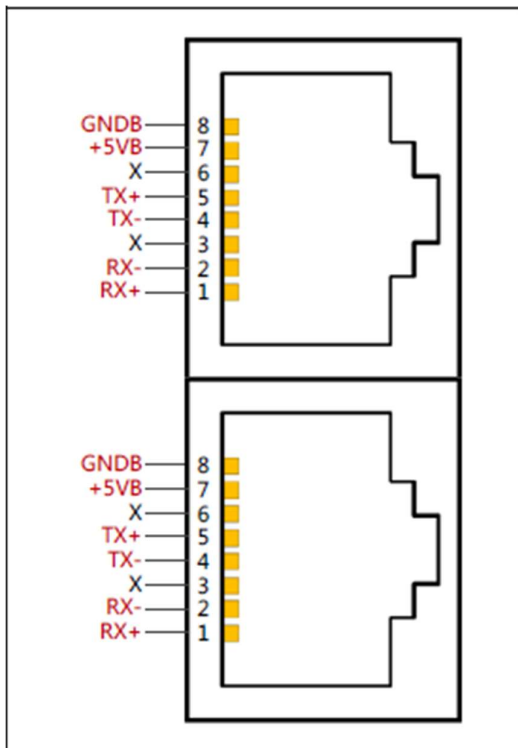 GNDB 8
+5VB 7
X 6
TX+ 5
TX- 4
X 3
RX- 2
RX+ 1
GNDB 8
+5VB 7
X 6
TX+ 5
TX- 4
X 3
RX- 2
RX+ 1